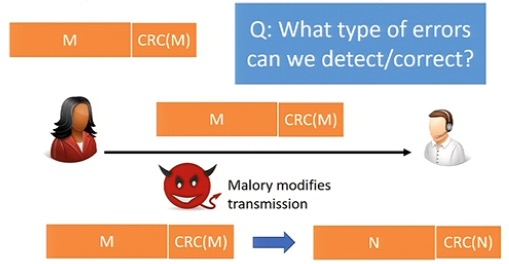 M CRC(M)
Q: What type of errors
can we detect/correct?
M CRC(M)
Malory modifies
transmission
M CRC(M) N CRC(N)